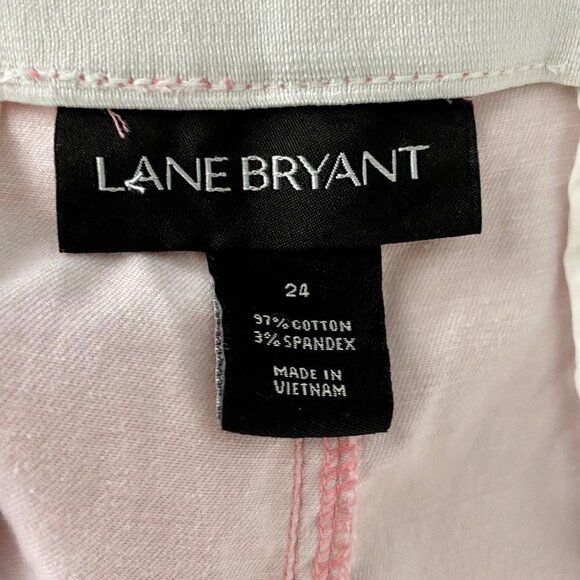 LANE BRYANT
24
97% COTTON
3% SPANDEX
MADE IN
VIETNAM